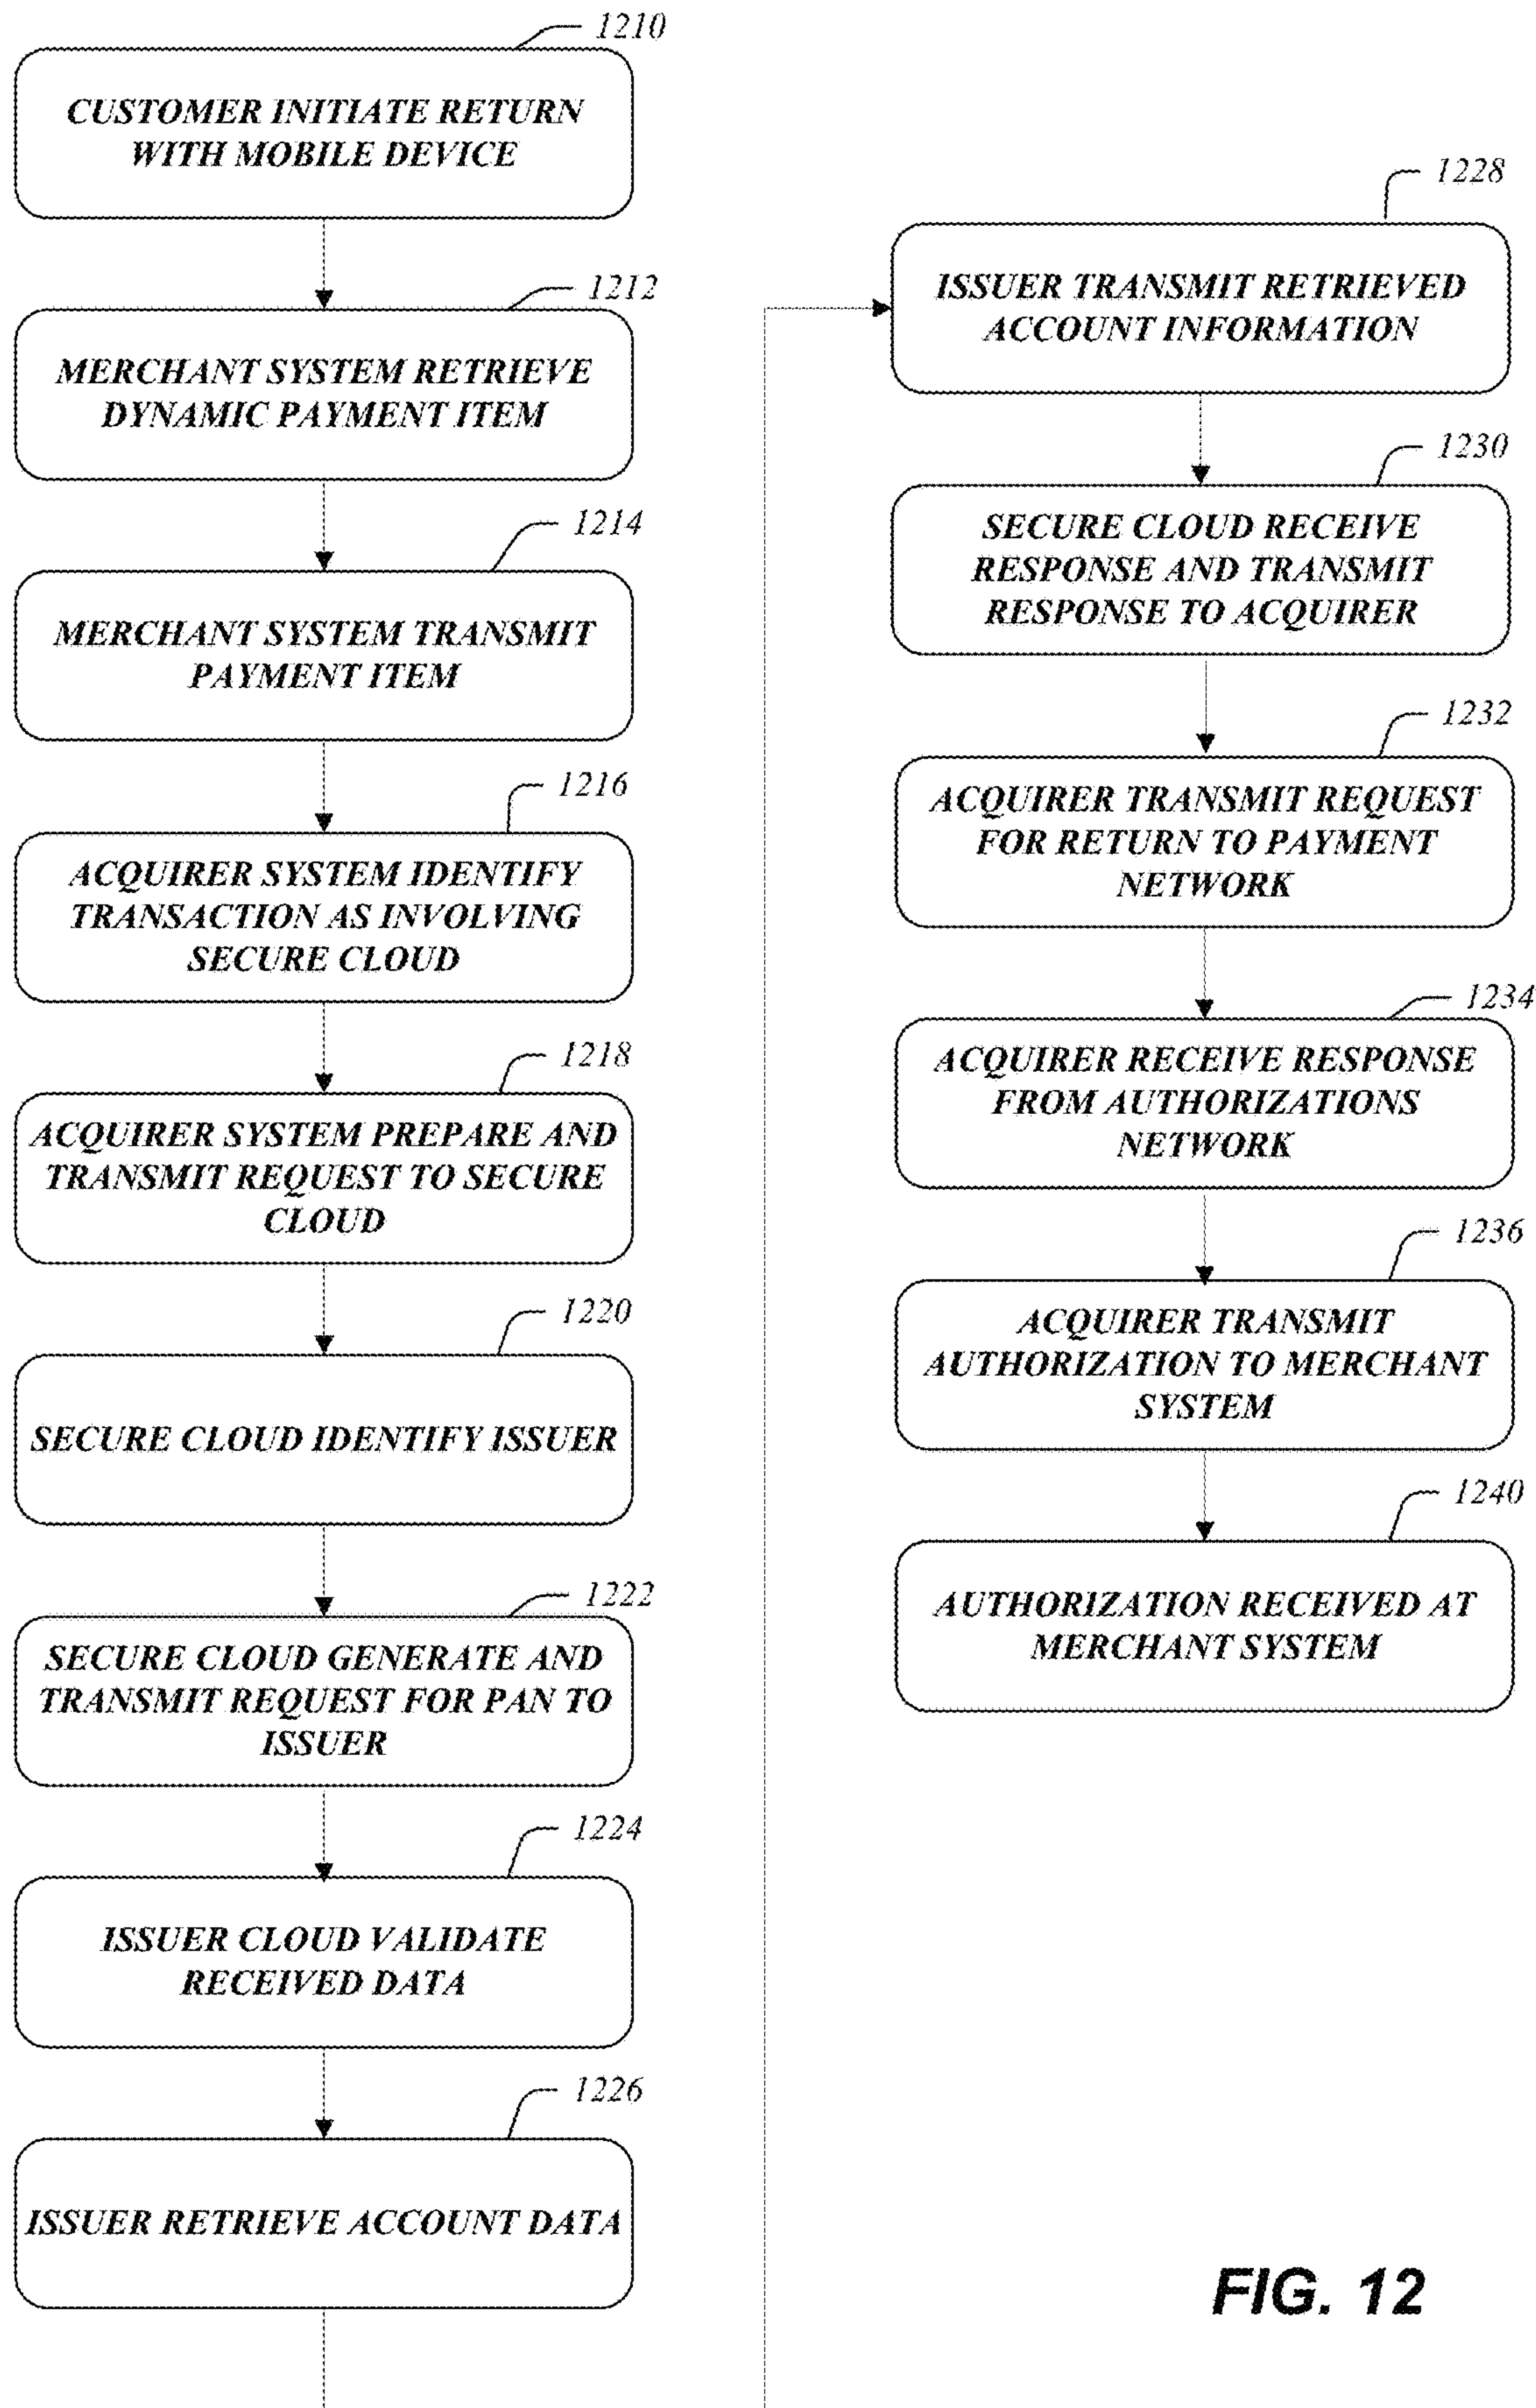 1210
CUSTOMER INITIATE RETURN
WITH MOBILE DEVICE
1212
MERCHANT SYSTEM RETRIEVE
DYNAMIC PAYMENT ITEM
1214
MERCHANT SYSTEM TRANSMIT
PAYMENT ITEM
1216
ACQUIRER SYSTEM IDENTIFY
TRANSACTION AS INVOLVING
SECURE CLOUD
1218
ACQUIRER SYSTEM PREPARE AND
TRANSMIT REQUEST TO SECURE
CLOUD
1220
SECURE CLOUD IDENTIFY ISSUER
1222
SECURE CLOUD GENERATE AND
TRANSMIT REQUEST FOR PAN TO
ISSUER
1224
ISSUER CLOUD VALIDATE
RECEIVED DATA
1226
ISSUER RETRIEVE ACCOUNT DATA
1228
ISSUER TRANSMIT RETRIEVED
ACCOUNT INFORMATION
1230
SECURE CLOUD RECEIVE
RESPONSE AND TRANSMIT
RESPONSE TO ACQUIRER
1232
ACQUIRER TRANSMIT REQUEST
FOR RETURN TO PAYMENT
NETWORK
1234
ACQUIRER RECEIVE RESPONSE
FROM AUTHORIZATIONS
NETWORK
1236
ACQUIRER TRANSMIT
AUTHORIZATION TO MERCHANT
SYSTEM
1240
AUTHORIZATION RECEIVED AT
MERCHANT SYSTEM
FIG. 12